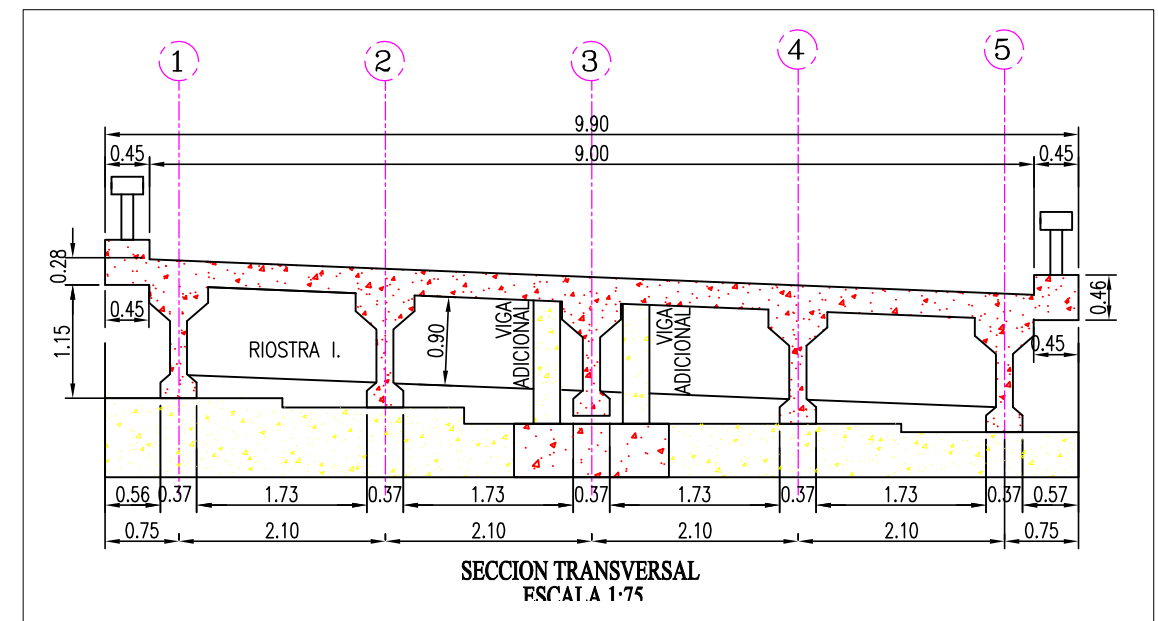 1 2 3 4 5
9.90
0.45 9.00 0.45
0.28
0.46
0.45
1.15
RIOSTRA I.
0.90
VIGA
ADICIONAL
VIGA
ADICIONAL
0.45
0.56 0.37 1.73 0.37 1.73 0.37 1.73 0.37 1.73 0.37 0.57
0.75 2.10 2.10 2.10 2.10 0.75
SECCION TRANSVERSAL
ESCALA 1:75